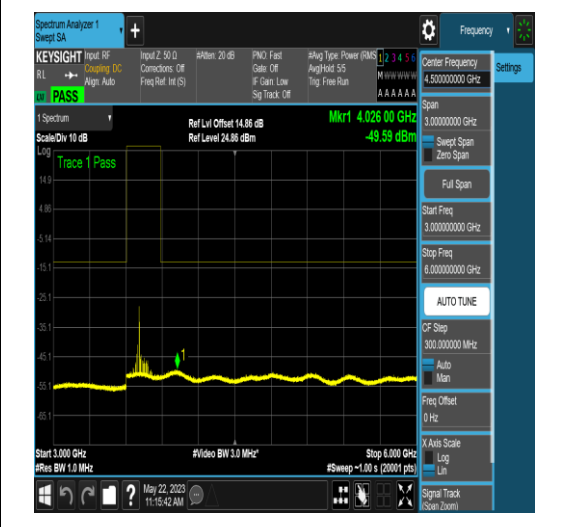 Spectrum Analyzer 1
Swept SA
Frequency
KEYSIGHT
RL
PASS
Input: RF
Coupling: DC
Align: Auto
Input Z: 50 Ω
Corrections: Off
Freq Ref: Int (S)
#Atten: 20 dB
PNO: Fast
Gate: Off
IF Gain: Low
Sig Track: Off
#Avg Type: Power (RMS
Avg|Hold: 5/5
Trig: Free Run
1 2 3 4 5 6
M W W W W W
A A A A A A
Center Frequency
4.500000000 GHz
Settings
Span
3.00000000 GHz
Swept Span
Zero Span
Full Span
Start Freq
3.000000000 GHz
Stop Freq
6.000000000 GHz
AUTO TUNE
CF Step
300.000000 MHz
Auto
Man
Freq Offset
0 Hz
X Axis Scale
Log
Lin
Signal Track
(Span Zoom)
1 Spectrum
Scale/Div 10 dB
Ref Lvl Offset 14.86 dB
Ref Level 24.86 dBm
Mkr1 4.026 00 GHz
-49.59 dBm
Log
Trace 1 Pass
14.9
4.86
-5.14
-15.1
-25.1
-35.1
-45.1
-55.1
-65.1
1
Start 3.000 GHz
#Res BW 1.0 MHz
#Video BW 3.0 MHz*
Stop 6.000 GHz
#Sweep ~1.00 s (20001 pts)
?
May 22, 2023
11:15:42 AM